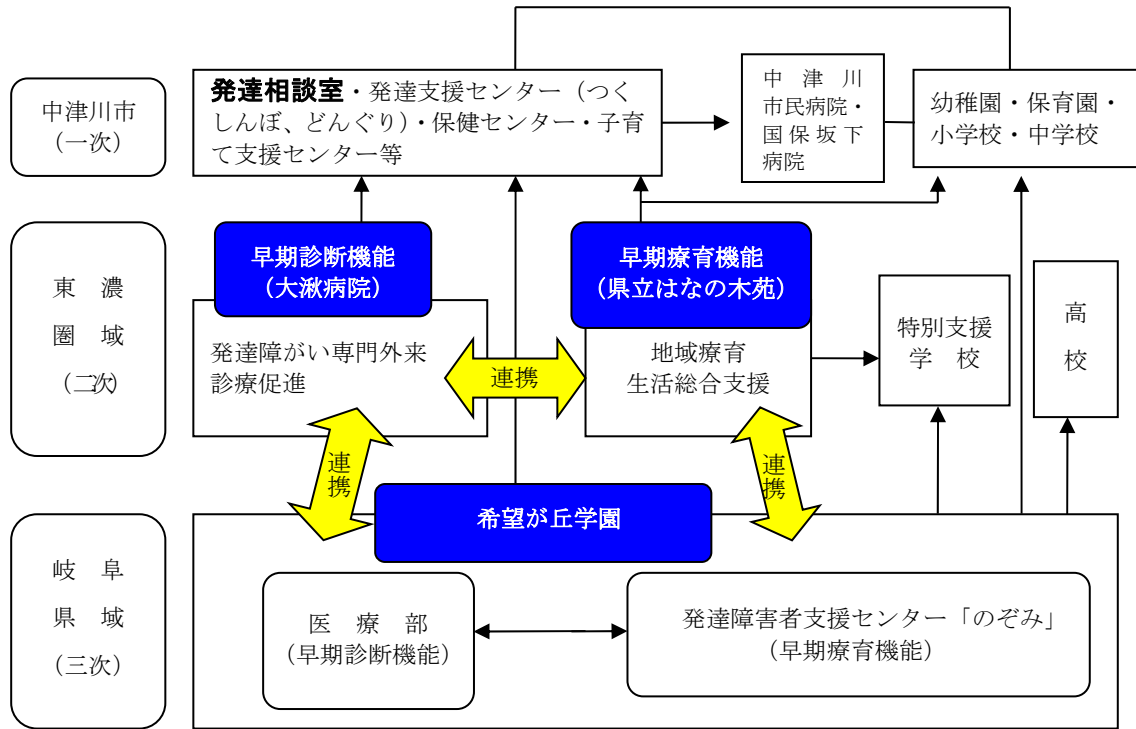 中津川市
（一次）
発達相談室・発達支援センター（つく
しんぼ、どんぐり）・保健センター・子育
て支援センター等
中津川
市民病院・
国保坂下
病院
幼稚園・保育園・
小学校・中学校
東濃
圏域
（二次）
早期診断機能
（大湫病院）
発達障がい専門外来
診療促進
連携
早期療育機能
（県立はなの木苑）
地域療育
生活総合支援
特別支援
学校
高
校
連
携
連
携
岐阜
県域
（三次）
希望が丘学園
医療部
（早期診断機能）
発達障害者支援センター「のぞみ」
（早期療育機能）